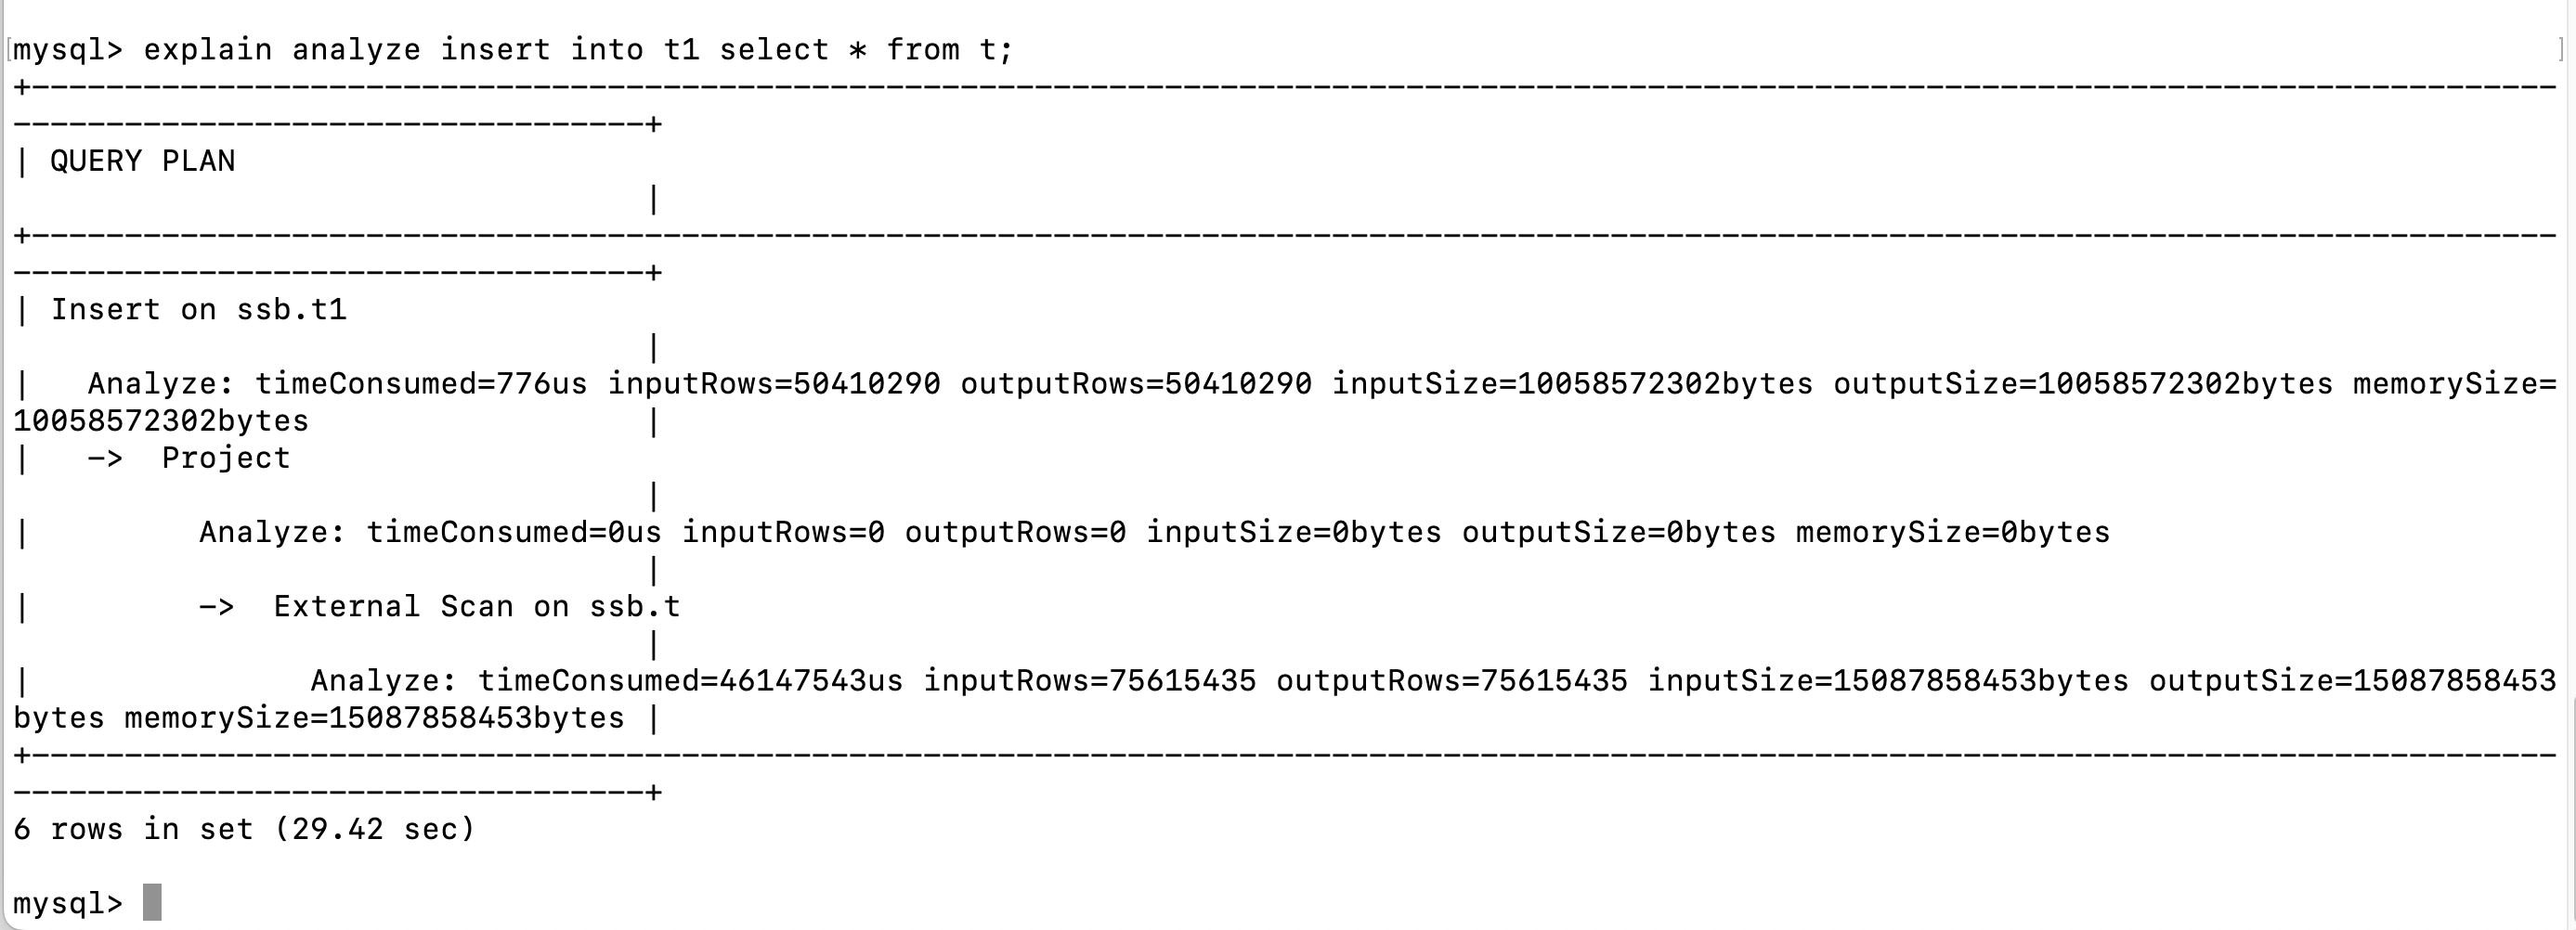 mysql> explain analyze insert into t1 select * from t;
+----------------------------------------------------------------------------------------------------------------------------------------
----------------------------------+
| QUERY PLAN
                                  |
+----------------------------------------------------------------------------------------------------------------------------------------
----------------------------------+
| Insert on ssb.t1
                                  |
|   Analyze: timeConsumed=776us inputRows=50410290 outputRows=50410290 inputSize=10058572302bytes outputSize=10058572302bytes memorySize=
10058572302bytes                  |
|   ->  Project
                                  |
|         Analyze: timeConsumed=0us inputRows=0 outputRows=0 inputSize=0bytes outputSize=0bytes memorySize=0bytes
                                  |
|         ->  External Scan on ssb.t
                                  |
|               Analyze: timeConsumed=46147543us inputRows=75615435 outputRows=75615435 inputSize=15087858453bytes outputSize=15087858453
bytes memorySize=15087858453bytes |
+----------------------------------------------------------------------------------------------------------------------------------------
----------------------------------+
6 rows in set (29.42 sec)
mysql>